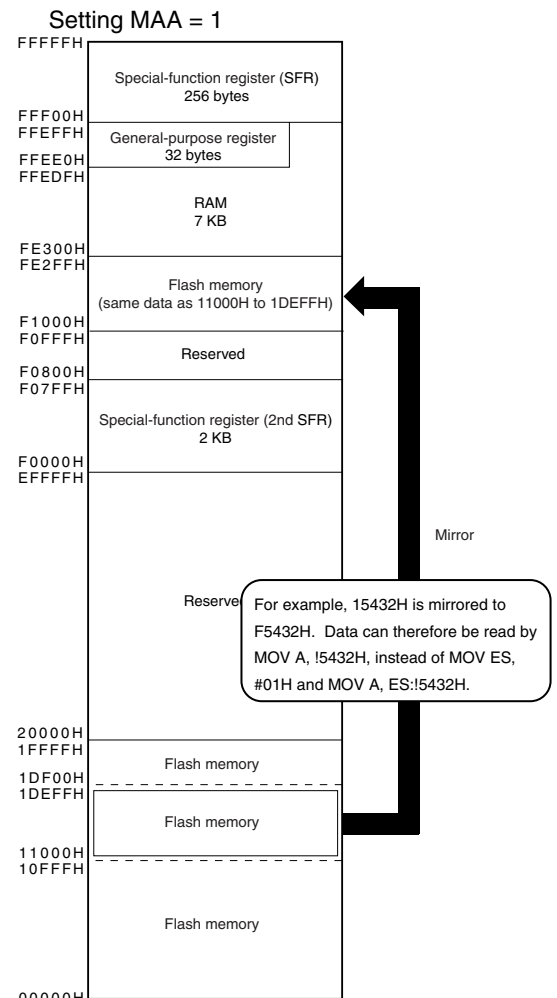 Setting MAA = 1
FFFFFH
Special-function register (SFR)
256 bytes
FFF00H
FFEFFH
General-purpose register
32 bytes
FFEE0H
FFEDFH
RAM
7 KB
FE300H
FE2FFH
Flash memory
(same data as 11000H to 1DEFFH)
F1000H
F0FFFH
Reserved
F0800H
F07FFH
Special-function register (2nd SFR)
2 KB
F0000H
EFFFFH
Mirror
Reserve
For example, 15432H is mirrored to
F5432H. Data can therefore be read by
MOV A, !5432H, instead of MOV ES,
#01H and MOV A, ES:!5432H.
20000H
1FFFFH
Flash memory
1DF00H
1DEFFH
Flash memory
11000H
10FFFH
Flash memory
00000H